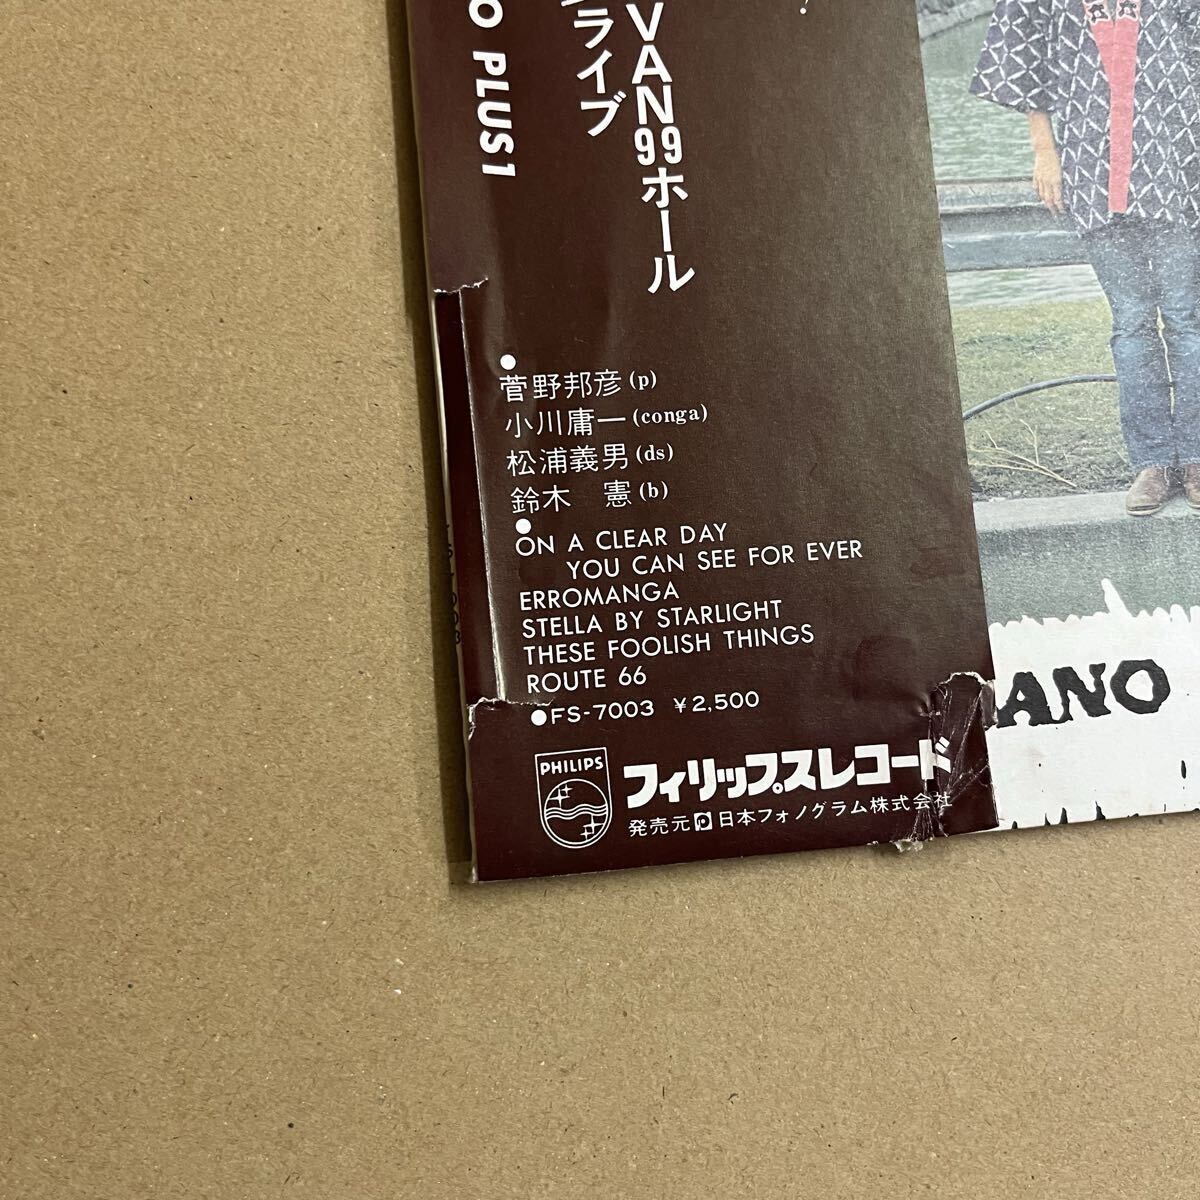 O PLUS 1
VAN99ホール
ライブ
●
菅野邦彦(p)
小川庸一(conga)
松浦義男(ds)
鈴木 憲(b)
●
ON A CLEAR DAY
YOU CAN SEE FOR EVER
ERROMANGA
STELLA BY STARLIGHT
THESE FOOLISH THINGS
ROUTE 66
●FS-7003 ¥2,500
PHILIPS
フィリップスレコード
発売元 日本フォノグラム株式会社
ANO